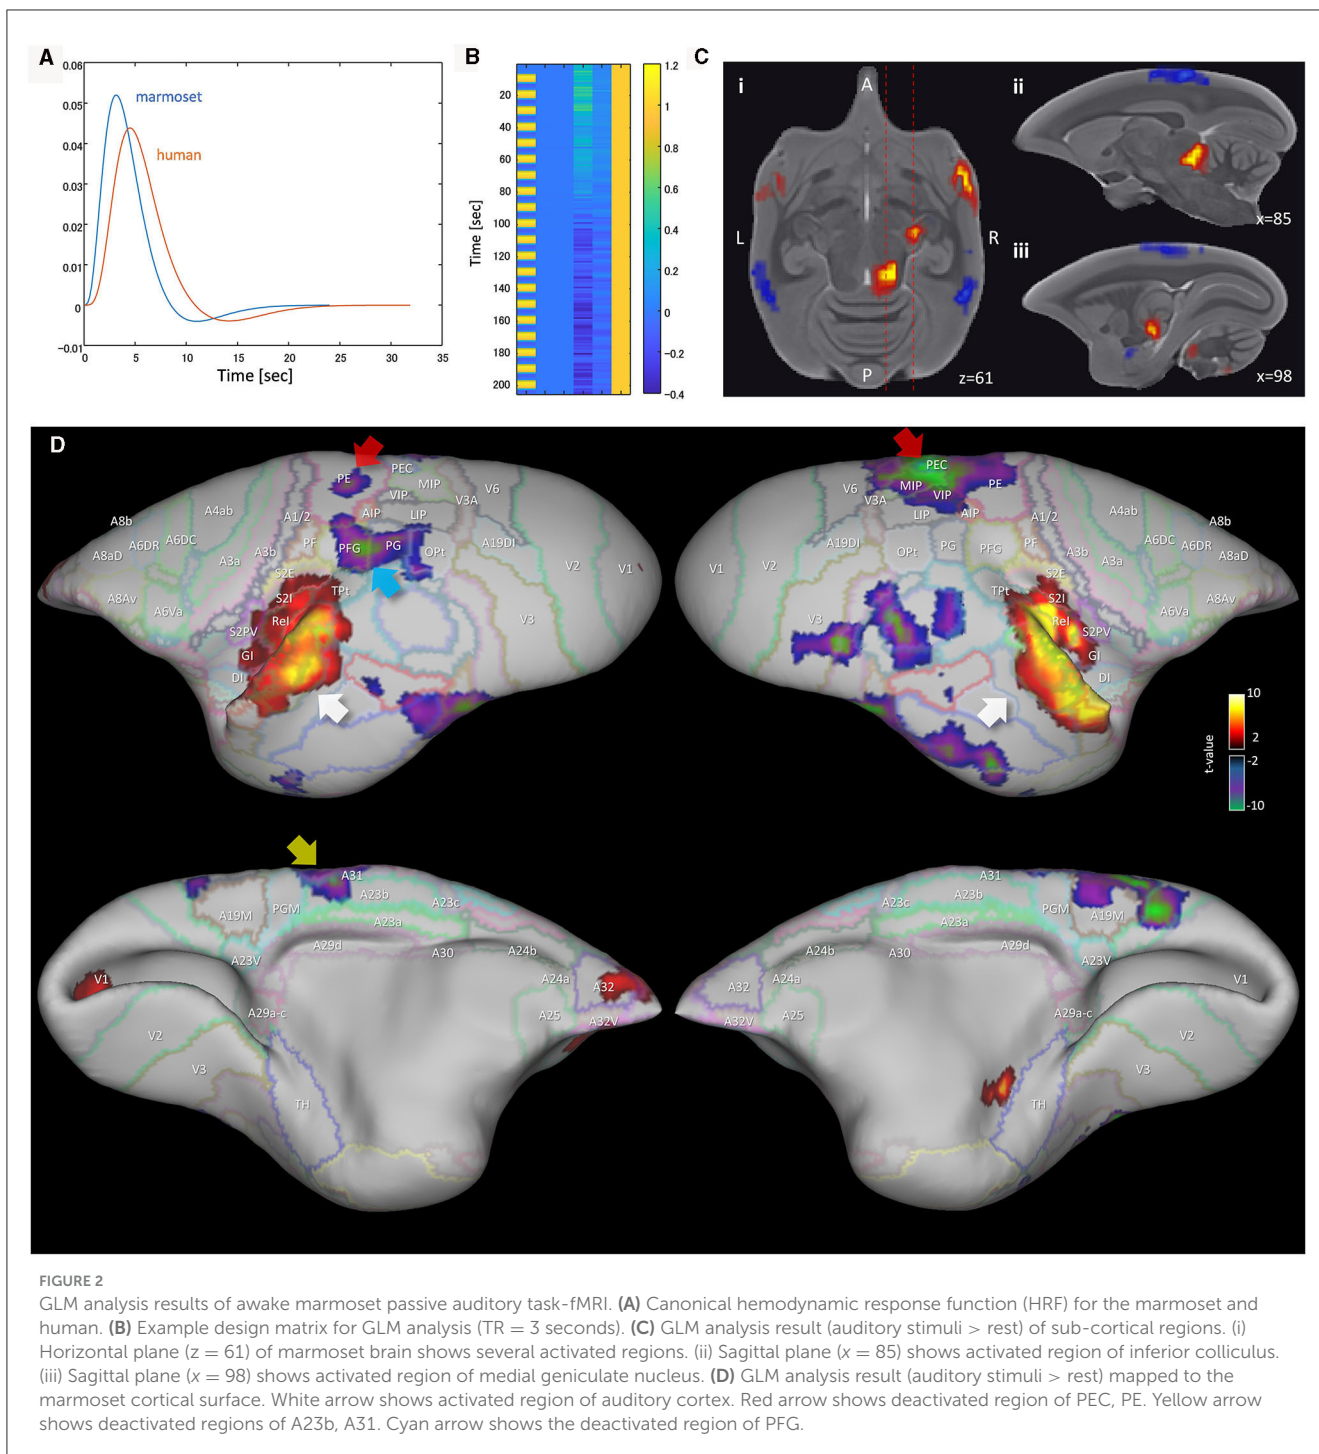 A
0.06
0.05
0.04
0.03
0.02
0.01
0
−0.01
0
5
10
15
20
25
30
35
Time [sec]
marmoset
human
B
Time [sec]
20
40
60
80
100
120
140
160
180
200
1.2
1
0.8
0.6
0.4
0.2
0
−0.2
−0.4
C
i
A
L
R
P
z=61
ii
x=85
iii
x=98
D
PE
PEC
MIP
VIP
V3A
V6
AIP
LIP
A4ab
A8b
A6DC
A6DR
A8aD
A3a
A3b
A1/2
PF
PFG
PG
OPt
A19DI
V2
V1
S2E
S2I
TPt
A8Av
A6Va
ReI
S2PV
GI
DI
V3
PEC
V6
MIP
VIP
PE
V3A
LIP
AIP
A1/2
A4ab
A8b
A6DC
A6DR
A8aD
A19DI
OPt
PG
PFG
PF
A3b
A3a
V1
V2
S2E
TPt
S2I
A8Av
A6Va
ReI
S2PV
V3
GI
DI
10
2
-2
-10
t-value
A31
A23b
A23c
A19M
PGM
A23a
A29d
A30
A24b
A23V
V1
A24a
A32
A29a-c
A25
A32V
V2
V3
TH
A31
A23b
A23c
PGM
A19M
A23a
A24b
A30
A29d
A23V
A24a
A32
V1
A29a-c
A32V
A25
V2
V3
TH
FIGURE 2
GLM analysis results of awake marmoset passive auditory task-fMRI. (A) Canonical hemodynamic response function (HRF) for the marmoset and
human. (B) Example design matrix for GLM analysis (TR = 3 seconds). (C) GLM analysis result (auditory stimuli > rest) of sub-cortical regions. (i)
Horizontal plane (z = 61) of marmoset brain shows several activated regions. (ii) Sagittal plane (x = 85) shows activated region of inferior colliculus.
(iii) Sagittal plane (x = 98) shows activated region of medial geniculate nucleus. (D) GLM analysis result (auditory stimuli > rest) mapped to the
marmoset cortical surface. White arrow shows activated region of auditory cortex. Red arrow shows deactivated region of PEC, PE. Yellow arrow
shows deactivated regions of A23b, A31. Cyan arrow shows the deactivated region of PFG.